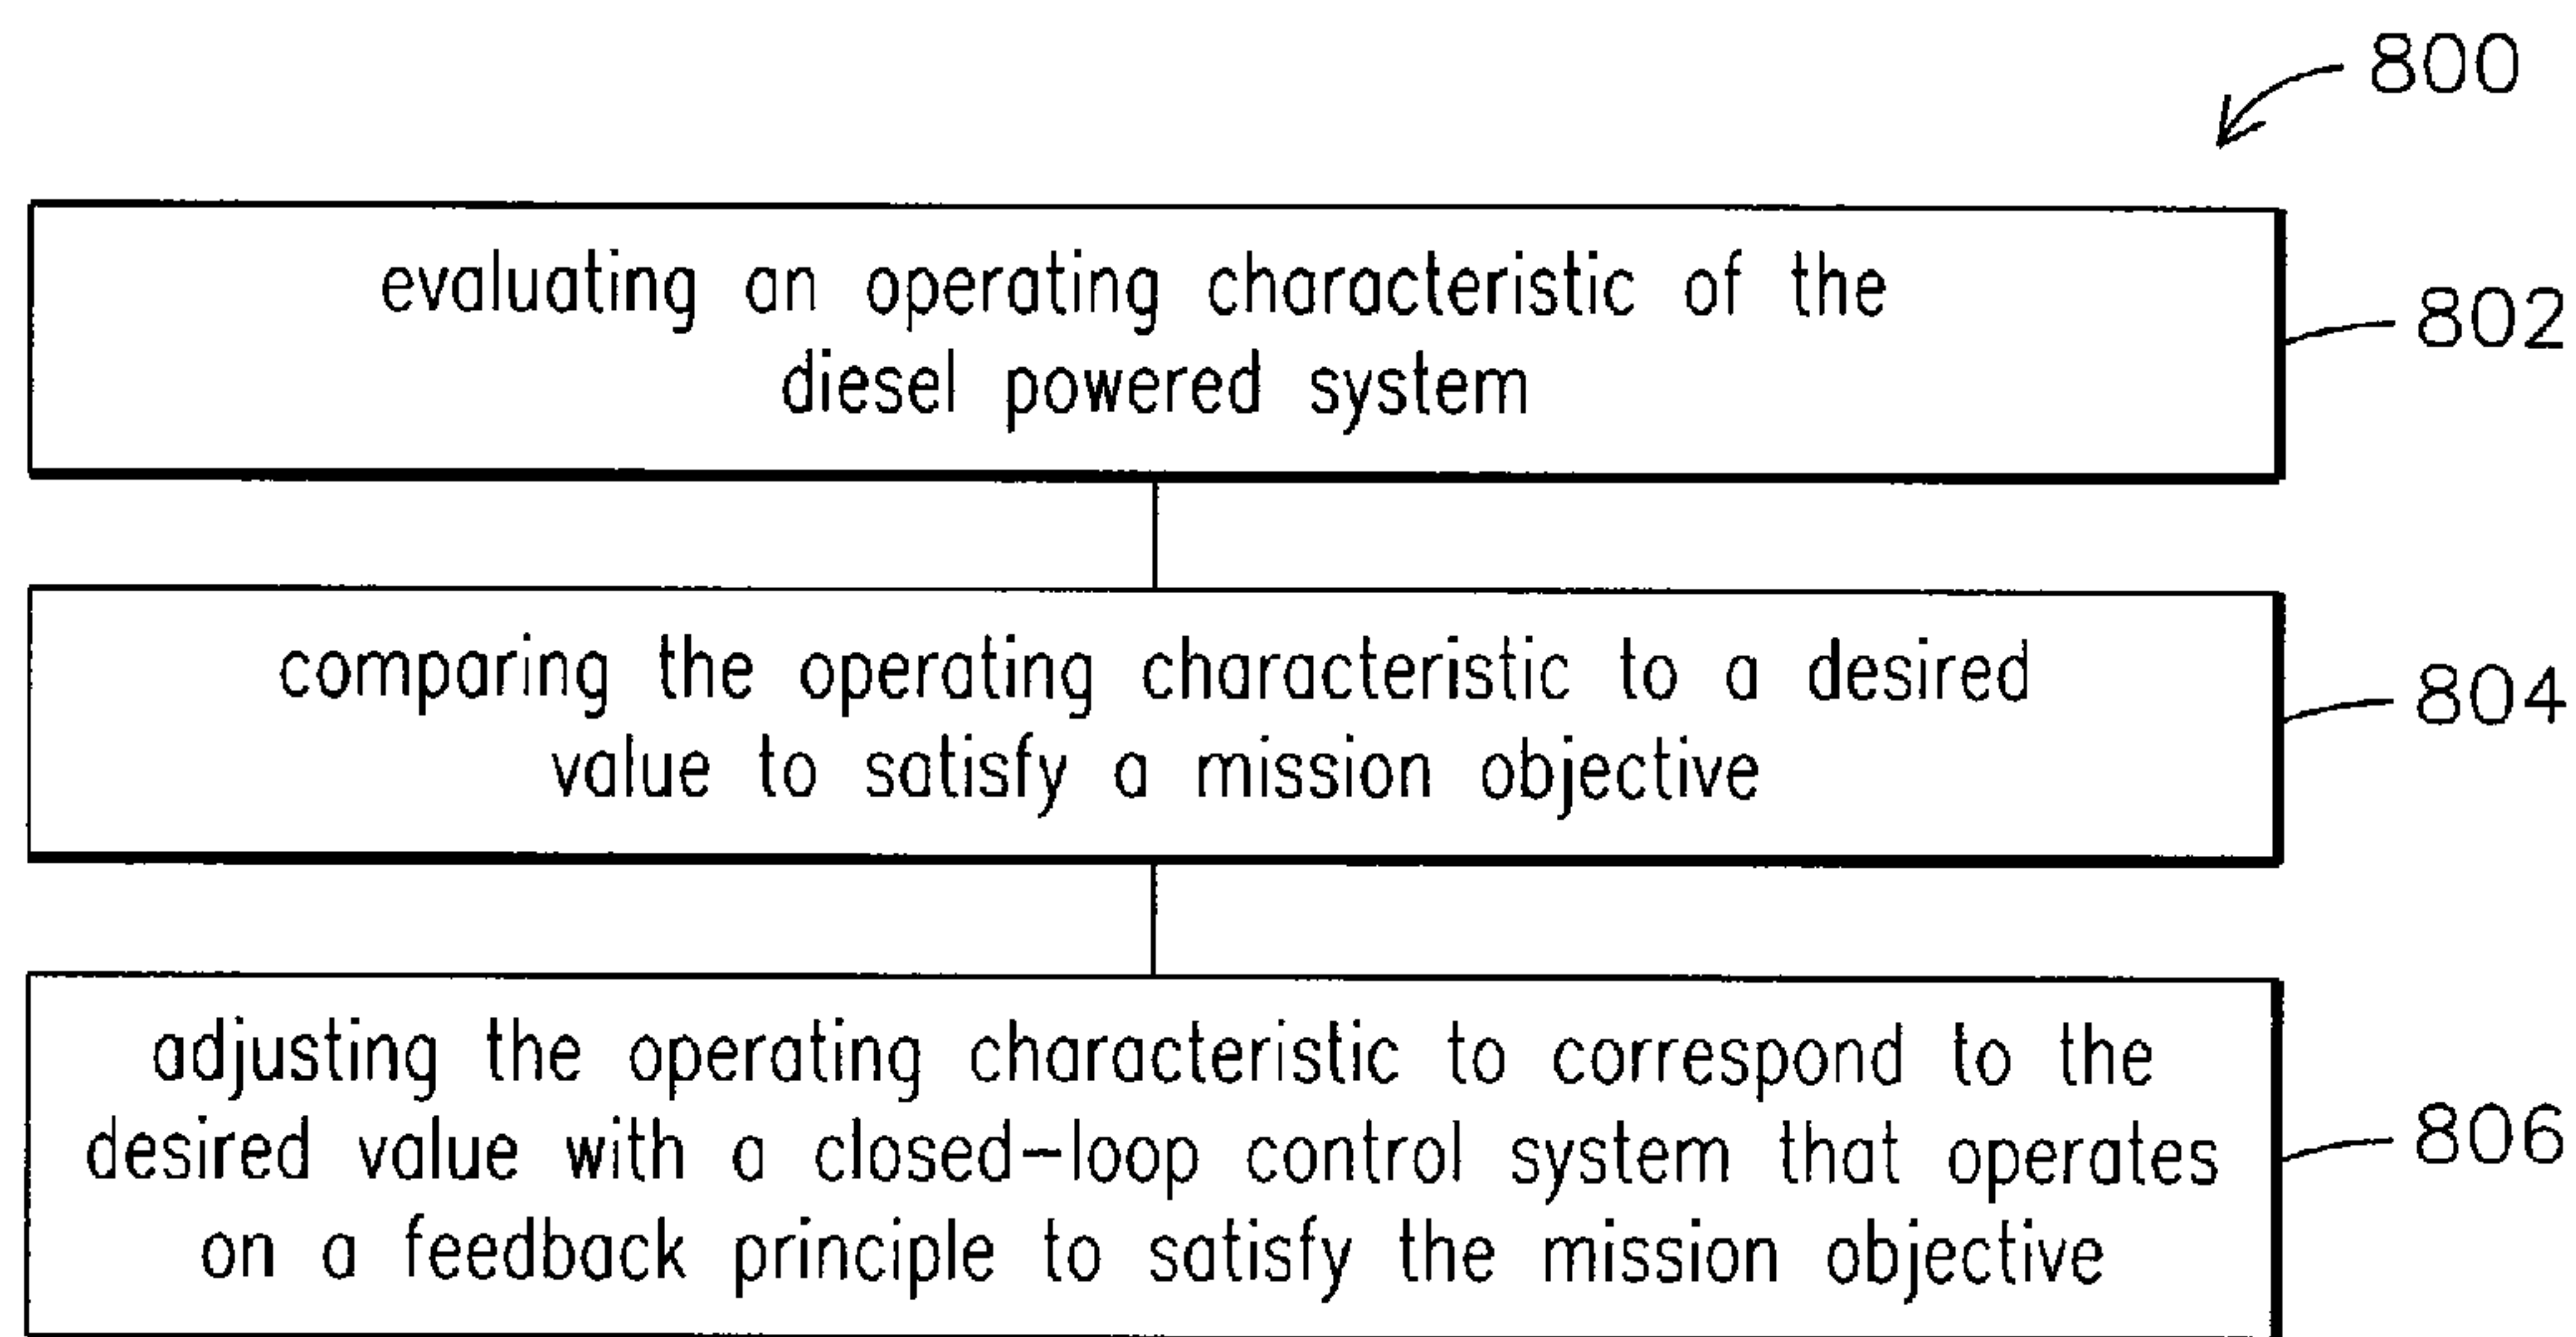 800
evaluating an operating characteristic of the
diesel powered system
802
comparing the operating characteristic to a desired
value to satisfy a mission objective
804
adjusting the operating characteristic to correspond to the
desired value with a closed-loop control system that operates
on a feedback principle to satisfy the mission objective
806